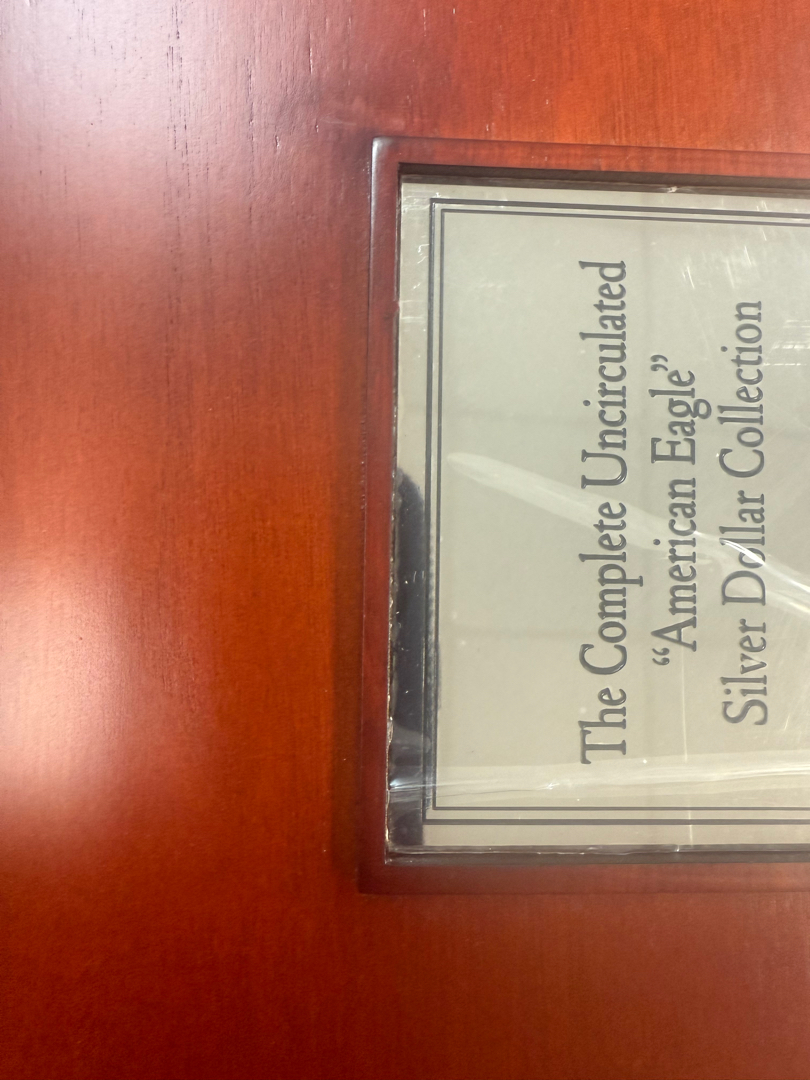 The Complete Uncirculated
“American Eagle”
Silver Dollar Collection